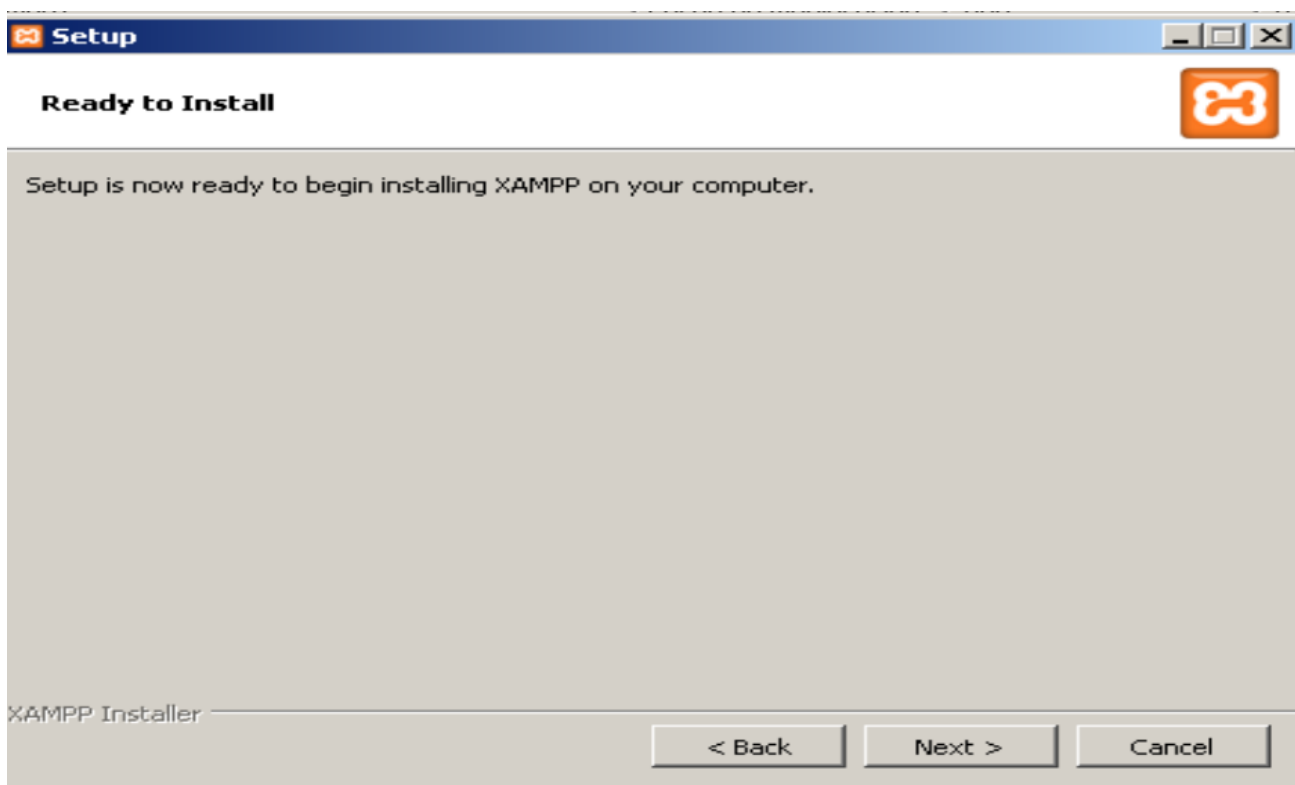 Setup
Ready to Install
Setup is now ready to begin installing XAMPP on your computer.
XAMPP Installer
< Back Next > Cancel